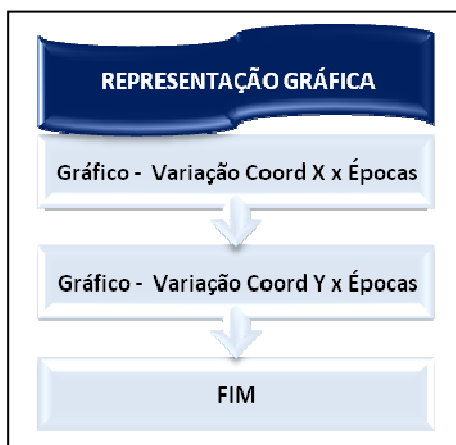 REPRESENTAÇÃO GRÁFICA
Gráfico - Variação Coord X x Épocas
Gráfico - Variação Coord Y x Épocas
FIM